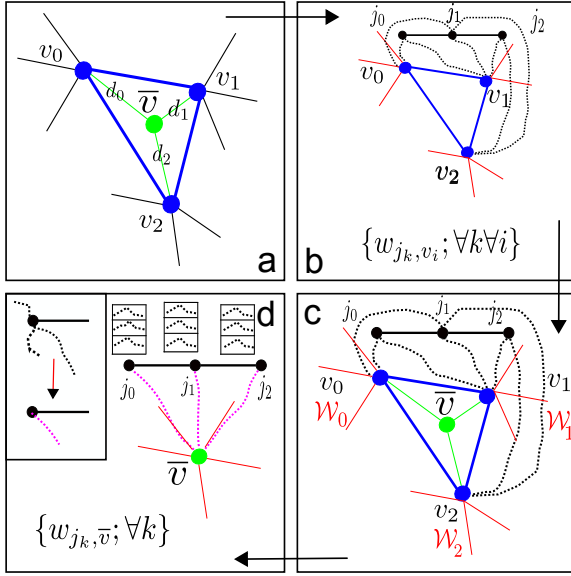 v₀
d₀
v̅
d₁
v₁
d₂
v₂
a
j₀
j₁
j₂
v₀
v₁
v₂
{w_{j_k,v_i}; ∀k∀i}
b
d
j₀
j₁
j₂
v̅
{w_{j_k,v̅}; ∀k}
c
j₀
j₁
j₂
v₀
v̅
v₁
𝒲₀
𝒲₁
v₂
𝒲₂